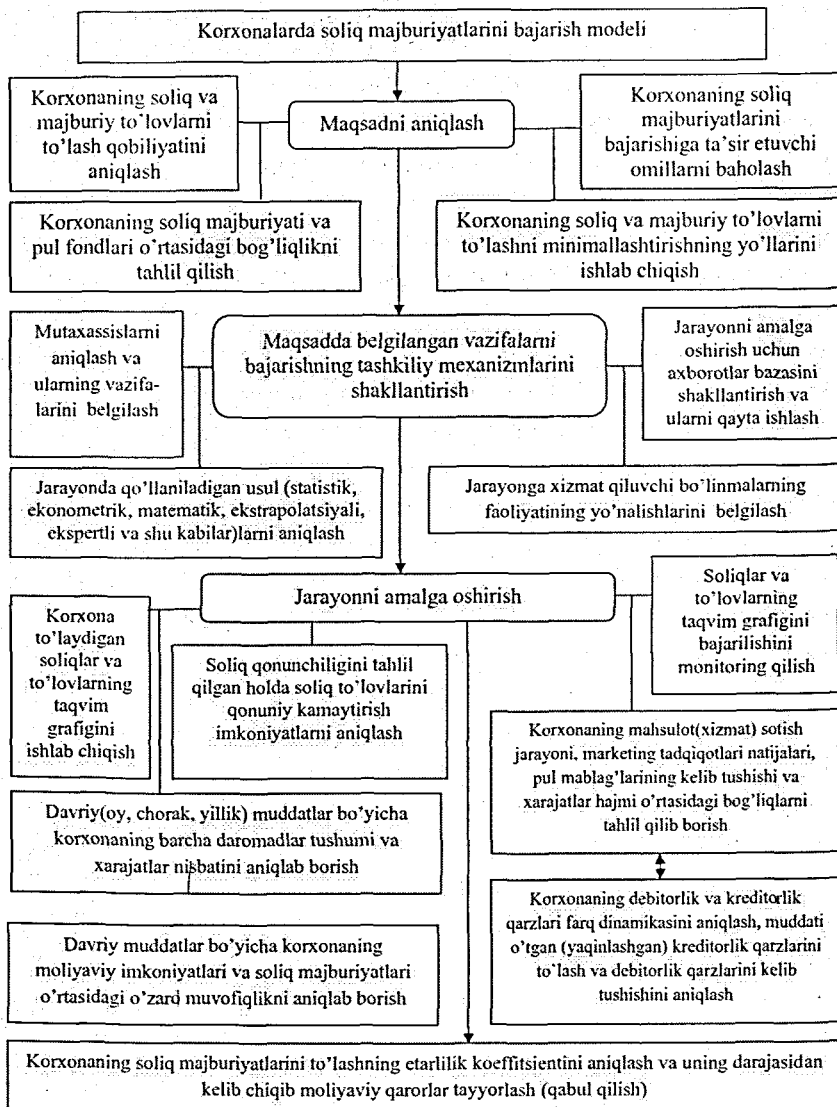 Korxonalarda soliq majburiyatlarini bajarish modeli
Korxonaning soliq va
majburiy to'lovlarni
to'lash qobiliyatini
aniqlash
Maqsadni aniqlash
Korxonaning soliq
majburiyatlarini
bajarishiga ta'sir etuvchi
omillarni baholash
Korxonaning soliq majburiyati va
pul fondlari o'rtasidagi bog'liqlikni
tahlil qilish
Korxonaning soliq va majburiy to'lovlarni
to'lashni minimallashtirishning yo'llarini
ishlab chiqish
Mutaxassislarni
aniqlash va
ularning vazifa-
larini belgilash
Maqsadda belgilangan vazifalarni
bajarishning tashkiliy mexanizmlarini
shakllantirish
Jarayonni amalga
oshirish uchun
axborotlar bazasini
shakllantirish va
ularni qayta ishlash
Jarayonda qo'llaniladigan usul (statistik,
ekonometrik, matematik, ekstrapolatsiyali,
ekspertli va shu kabilar)larni aniqlash
Jarayonga xizmat qiluvchi bo'linmalarning
faoliyatining yo'nalishlarini belgilash
Jarayonni amalga oshirish
Korxona
to'laydigan
soliqlar va
to'lovlarning
taqvim
grafigini
ishlab chiqish
Soliq qonunchiligini tahlil
qilgan holda soliq to'lovlarini
qonuniy kamaytirish
imkoniyatlarni aniqlash
Soliqlar va
to'lovlarning
taqvim grafigini
bajarilishini
monitoring qilish
Korxonaning mahsulot(xizmat) sotish
jarayoni, marketing tadqiqotlari natijalari,
pul mablag'larining kelib tushishi va
xarajatlar hajmi o'rtasidagi bog'liqlarni
tahlil qilib borish
Davriy(oy, chorak, yillik) muddatlar bo'yicha
korxonaning barcha daromadlar tushumi va
xarajatlar nisbatini aniqlab borish
Korxonaning debitorlik va kreditorlik
qarzlari farq dinamikasini aniqlash, muddati
o'tgan (yaqinlashgan) kreditorlik qarzlarini
to'lash va debitorlik qarzlarini kelib
tushishini aniqlash
Davriy muddatlar bo'yicha korxonaning
moliyaviy imkoniyatlari va soliq majburiyatlari
o'rtasidagi o'zaro muvofiqlikni aniqlab borish
Korxonaning soliq majburiyatlarini to'lashning etarlilik koeffitsientini aniqlash va uning darajasidan
kelib chiqib moliyaviy qarorlar tayyorlash (qabul qilish)